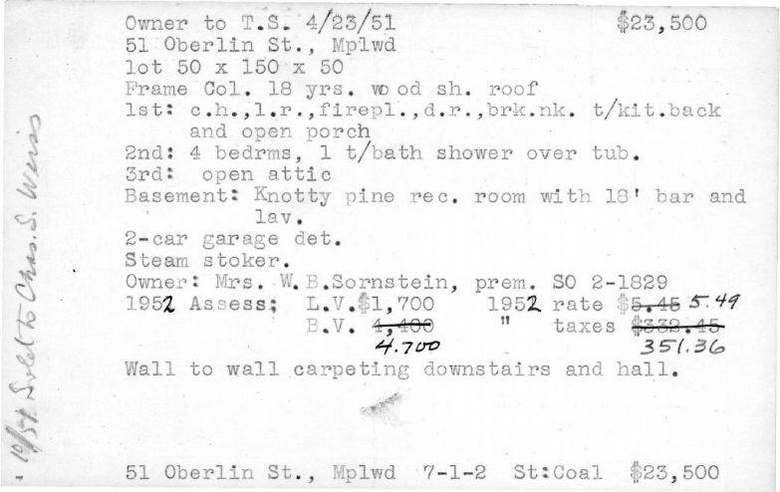 Owner to T.S. 4/23/51 $23,500
51 Oberlin St., Mplwd
lot 50 x 150 x 50
Frame Col. 18 yrs. wood sh. roof
1st: c.h.,l.r.,firepl.,d.r.,brk.nk. t/kit.back
and open porch
2nd: 4 bedrms, 1 t/bath shower over tub.
3rd: open attic
Basement: Knotty pine rec. room with 18' bar and
lav.
2-car garage det.
Steam stoker.
Owner: Mrs. W.B.Sornstein, prem. SO 2-1829
1952 Assess: L.V.$1,700 1952 rate $5.45 5.49
B.V. 4,400 " taxes $332.45
4.700 351.36
Wall to wall carpeting downstairs and hall.
51 Oberlin St., Mplwd 7-1-2 St:Coal $23,500
10/54 Sold to Chas. S. Weiss